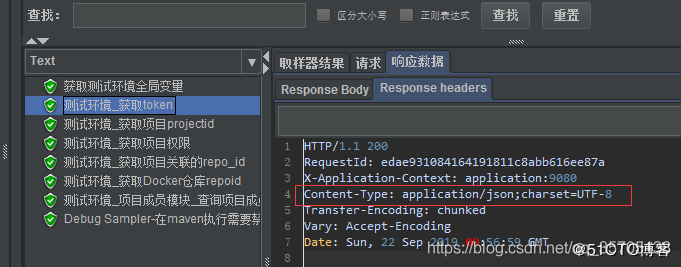 查找: 区分大小写 正则表达式 查找 重置
Text
获取测试环境全局变量
测试环境_获取token
测试环境_获取项目projectid
测试环境_获取项目权限
测试环境_获取项目关联的repo_id
测试环境_获取Docker仓库repoid
测试环境_项目成员模块_查询项目成
Debug Sampler-在maven执行需要
取样器结果 请求 响应数据
Response Body Response headers
1 HTTP/1.1 200
2 RequestId: edae931084164191811c8abb616ee87a
3 X-Application-Context: application:9080
4 Content-Type: application/json;charset=UTF-8
5 Transfer-Encoding: chunked
6 Vary: Accept-Encoding
7 Date: Sun, 22 Sep 2019 09:56:59 GMT
8
https://blog.csdn.net/
@51CTO博客